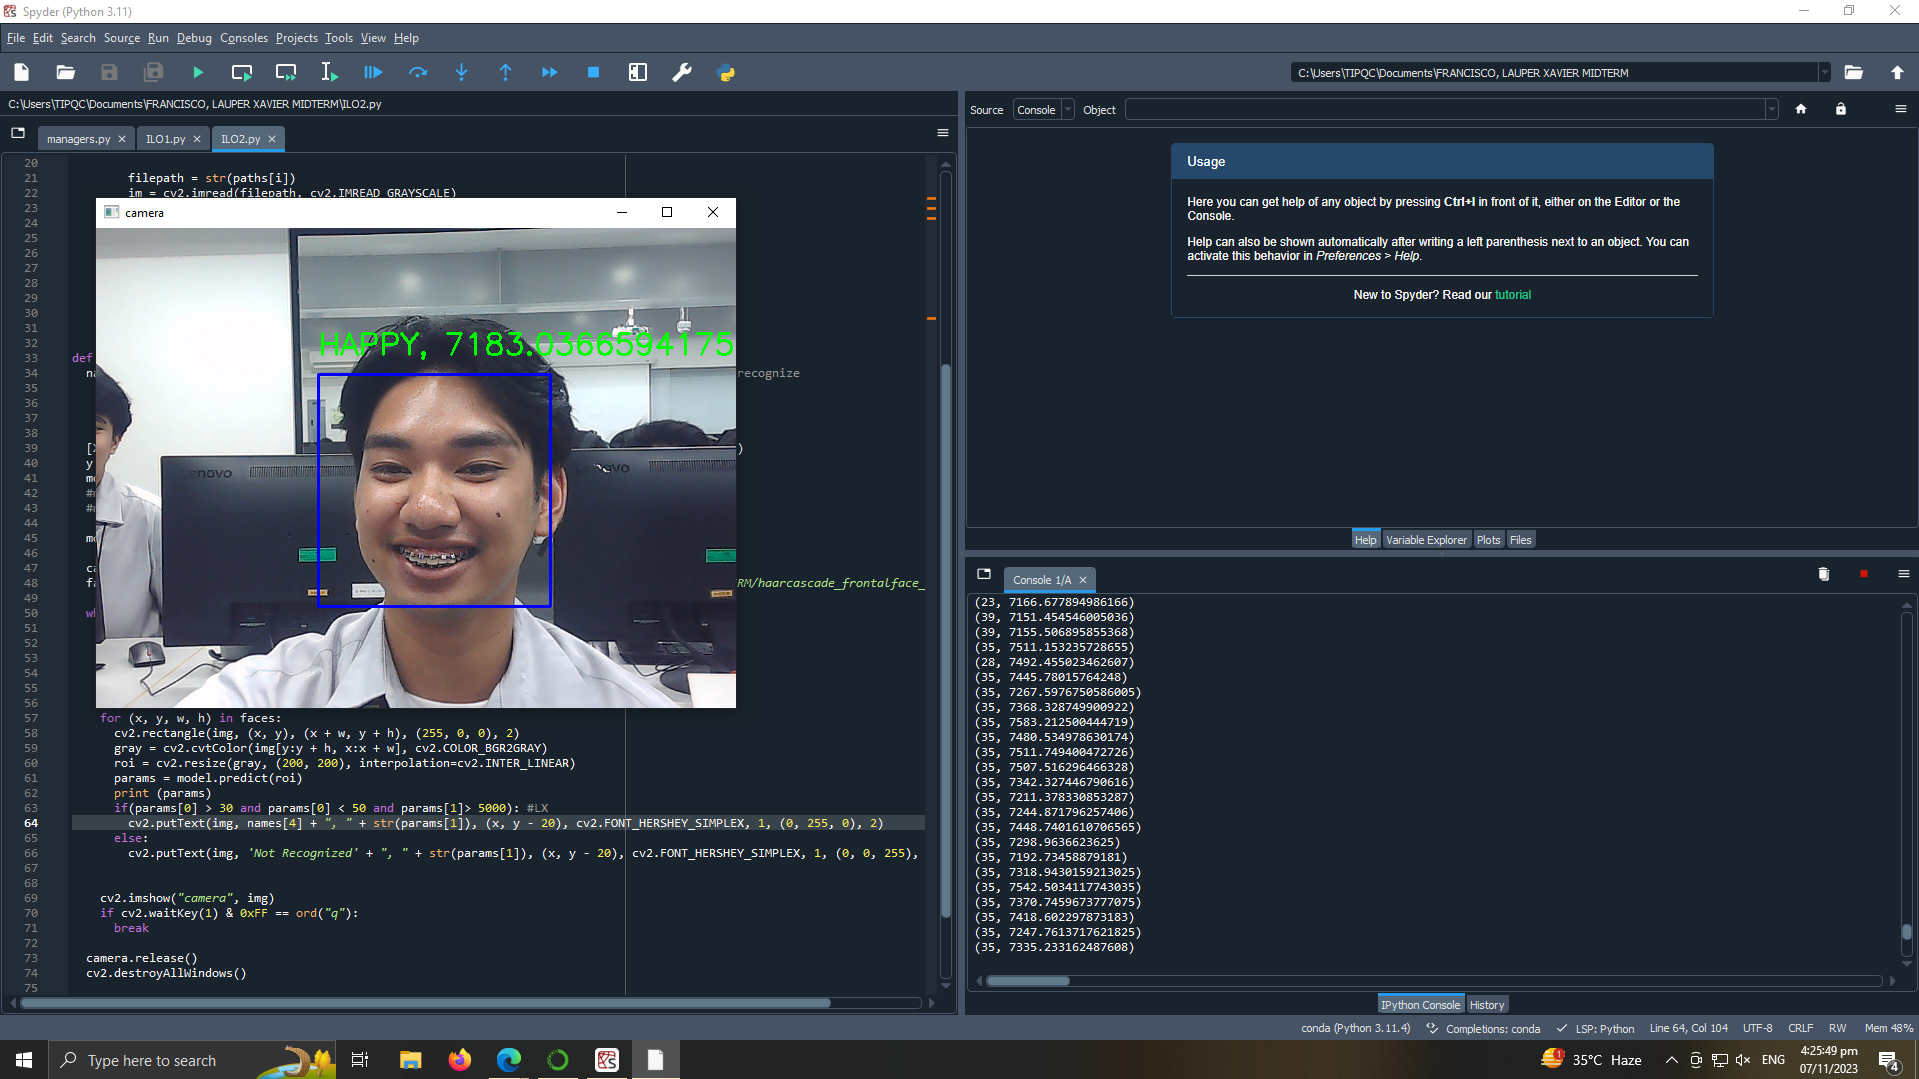 Spyder (Python 3.11)
File Edit Search Source Run Debug Consoles Projects Tools View Help
C:\Users\TIPQC\Documents\FRANCISCO, LAUPER XAVIER MIDTERM
C:\Users\TIPQC\Documents\FRANCISCO, LAUPER XAVIER MIDTERM\ILO2.py
managers.py
ILO1.py
ILO2.py
20
21 filepath = str(paths[i])
22 im = cv2.imread(filepath, cv2.IMREAD_GRAYSCALE)
23
24
25
26
27
28
29
30
31
32
33 def
34 recognize
35
36
37
38
39 )
40 y
41
42
43
44
45
46
47
48 RM/haarcascade_frontalface_
49
50
51
52
53
54
55
56
57 for (x, y, w, h) in faces:
58 cv2.rectangle(img, (x, y), (x + w, y + h), (255, 0, 0), 2)
59 gray = cv2.cvtColor(img[y:y + h, x:x + w], cv2.COLOR_BGR2GRAY)
60 roi = cv2.resize(gray, (200, 200), interpolation=cv2.INTER_LINEAR)
61 params = model.predict(roi)
62 print (params)
63 if(params[0] > 30 and params[0] < 50 and params[1]> 5000): #LX
64 cv2.putText(img, names[4] + ", " + str(params[1]), (x, y - 20), cv2.FONT_HERSHEY_SIMPLEX, 1, (0, 255, 0), 2)
65 else:
66 cv2.putText(img, 'Not Recognized' + ", " + str(params[1]), (x, y - 20), cv2.FONT_HERSHEY_SIMPLEX, 1, (0, 0, 255),
67
68
69 cv2.imshow("camera", img)
70 if cv2.waitKey(1) & 0xFF == ord("q"):
71 break
72
73 camera.release()
74 cv2.destroyAllWindows()
75
camera
HAPPY, 7183.0366594175
lenovo
Source Console Object
Usage
Here you can get help of any object by pressing Ctrl+I in front of it, either on the Editor or the
Console.
Help can also be shown automatically after writing a left parenthesis next to an object. You can
activate this behavior in Preferences > Help.
New to Spyder? Read our tutorial
Help Variable Explorer Plots Files
Console 1/A
(23, 7166.677894986166)
(39, 7151.454546005036)
(39, 7155.506895855368)
(35, 7511.153235728655)
(28, 7492.455023462607)
(35, 7445.78015764248)
(35, 7267.5976750586005)
(35, 7368.328749900922)
(35, 7583.212500444719)
(35, 7480.534978630174)
(35, 7511.749400472726)
(35, 7507.516296466328)
(35, 7342.327446790616)
(35, 7211.378330853287)
(35, 7244.871796257406)
(35, 7448.7401610706565)
(35, 7298.9636623625)
(35, 7192.73458879181)
(35, 7318.9430159213025)
(35, 7542.5034117743035)
(35, 7370.7459673777075)
(35, 7418.602297873183)
(35, 7247.7613717621825)
(35, 7335.233162487608)
IPython Console History
conda (Python 3.11.4) Completions: conda LSP: Python Line 64, Col 104 UTF-8 CRLF RW Mem 48%
Type here to search
1 35°C Haze ENG
4:25:49 pm
07/11/2023
4